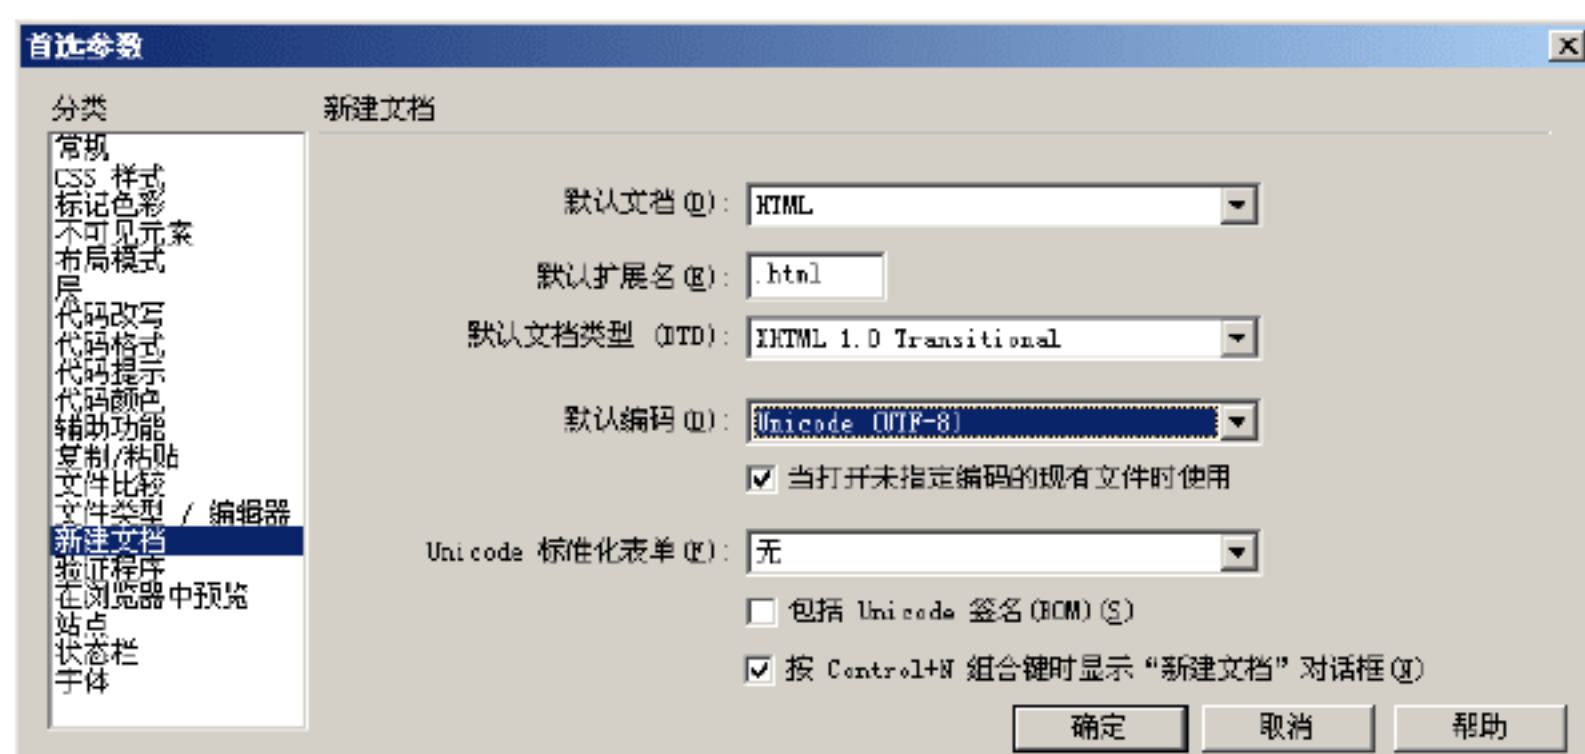 首选参数
分类
新建文档
常规
CSS 样式
标记色彩
不可见元素
布局模式
层
代码改写
代码格式
代码提示
代码颜色
辅助功能
复制/粘贴
文件比较
文件类型 / 编辑器
新建文档
验证程序
在浏览器中预览
站点
状态栏
字体
默认文档(D): HTML
默认扩展名(E): .html
默认文档类型 (DTD): XHTML 1.0 Transitional
默认编码(U): Unicode (UTF-8)
当打开未指定编码的现有文件时使用
Unicode 标准化表单(F): 无
包括 Unicode 签名(BOM)(S)
按 Control+N 组合键时显示“新建文档”对话框(N)
确定 取消 帮助